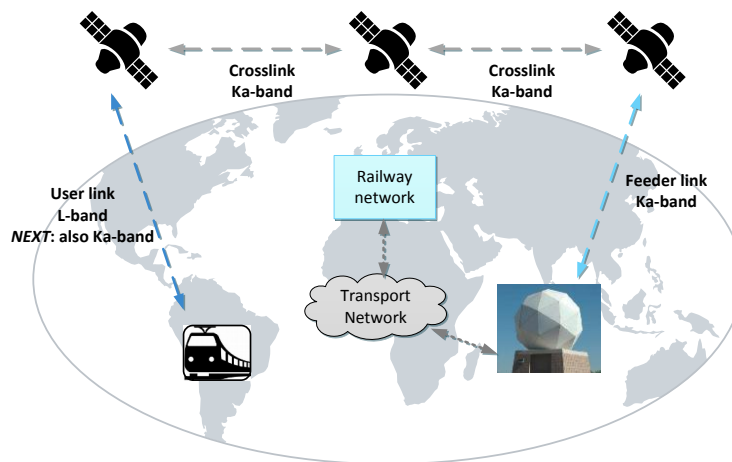 Crosslink
Ka-band
Crosslink
Ka-band
User link
L-band
NEXT: also Ka-band
Railway
network
Feeder link
Ka-band
Transport
Network